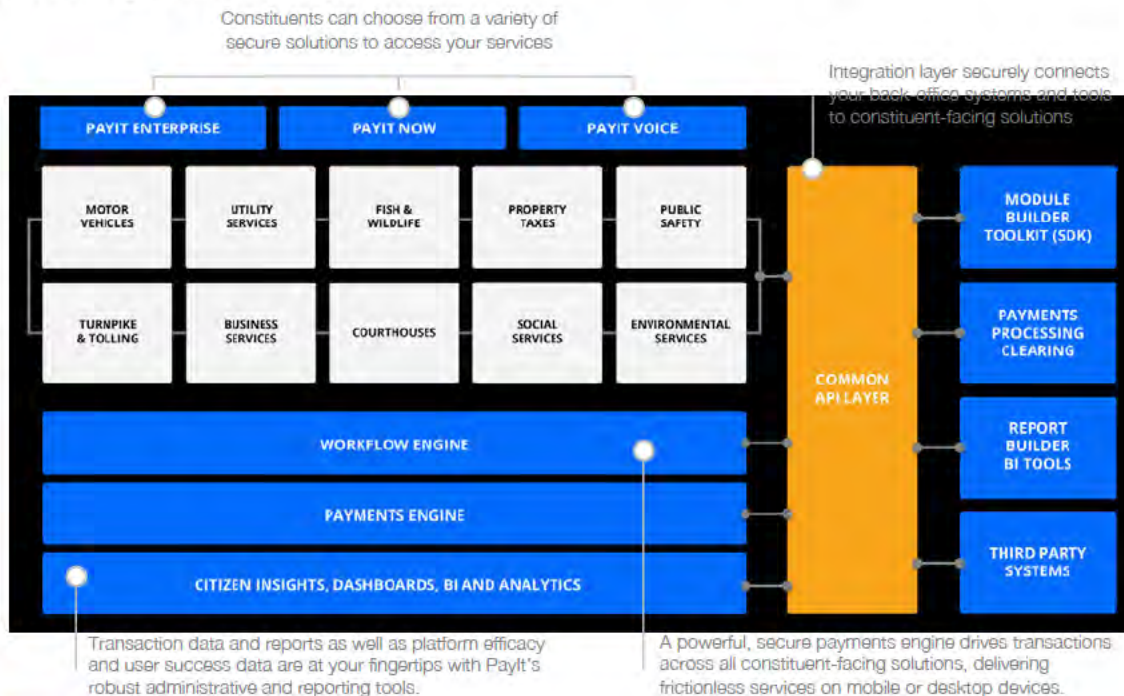 Constituents can choose from a variety of
secure solutions to access your services
Integration layer securely connects
your back-office systems and tools
to constituent-facing solutions
PAYIT ENTERPRISE
PAYIT NOW
PAYIT VOICE
MOTOR
VEHICLES
UTILITY
SERVICES
FISH &
WILDLIFE
PROPERTY
TAXES
PUBLIC
SAFETY
TURNPIKE
& TOLLING
BUSINESS
SERVICES
COURTHOUSES
SOCIAL
SERVICES
ENVIRONMENTAL
SERVICES
WORKFLOW ENGINE
PAYMENTS ENGINE
CITIZEN INSIGHTS, DASHBOARDS, BI AND ANALYTICS
COMMON
API LAYER
MODULE
BUILDER
TOOLKIT (SDK)
PAYMENTS
PROCESSING
CLEARING
REPORT
BUILDER
BI TOOLS
THIRD PARTY
SYSTEMS
Transaction data and reports as well as platform efficacy
and user success data are at your fingertips with PayIt's
robust administrative and reporting tools.
A powerful, secure payments engine drives transactions
across all constituent-facing solutions, delivering
frictionless services on mobile or desktop devices.